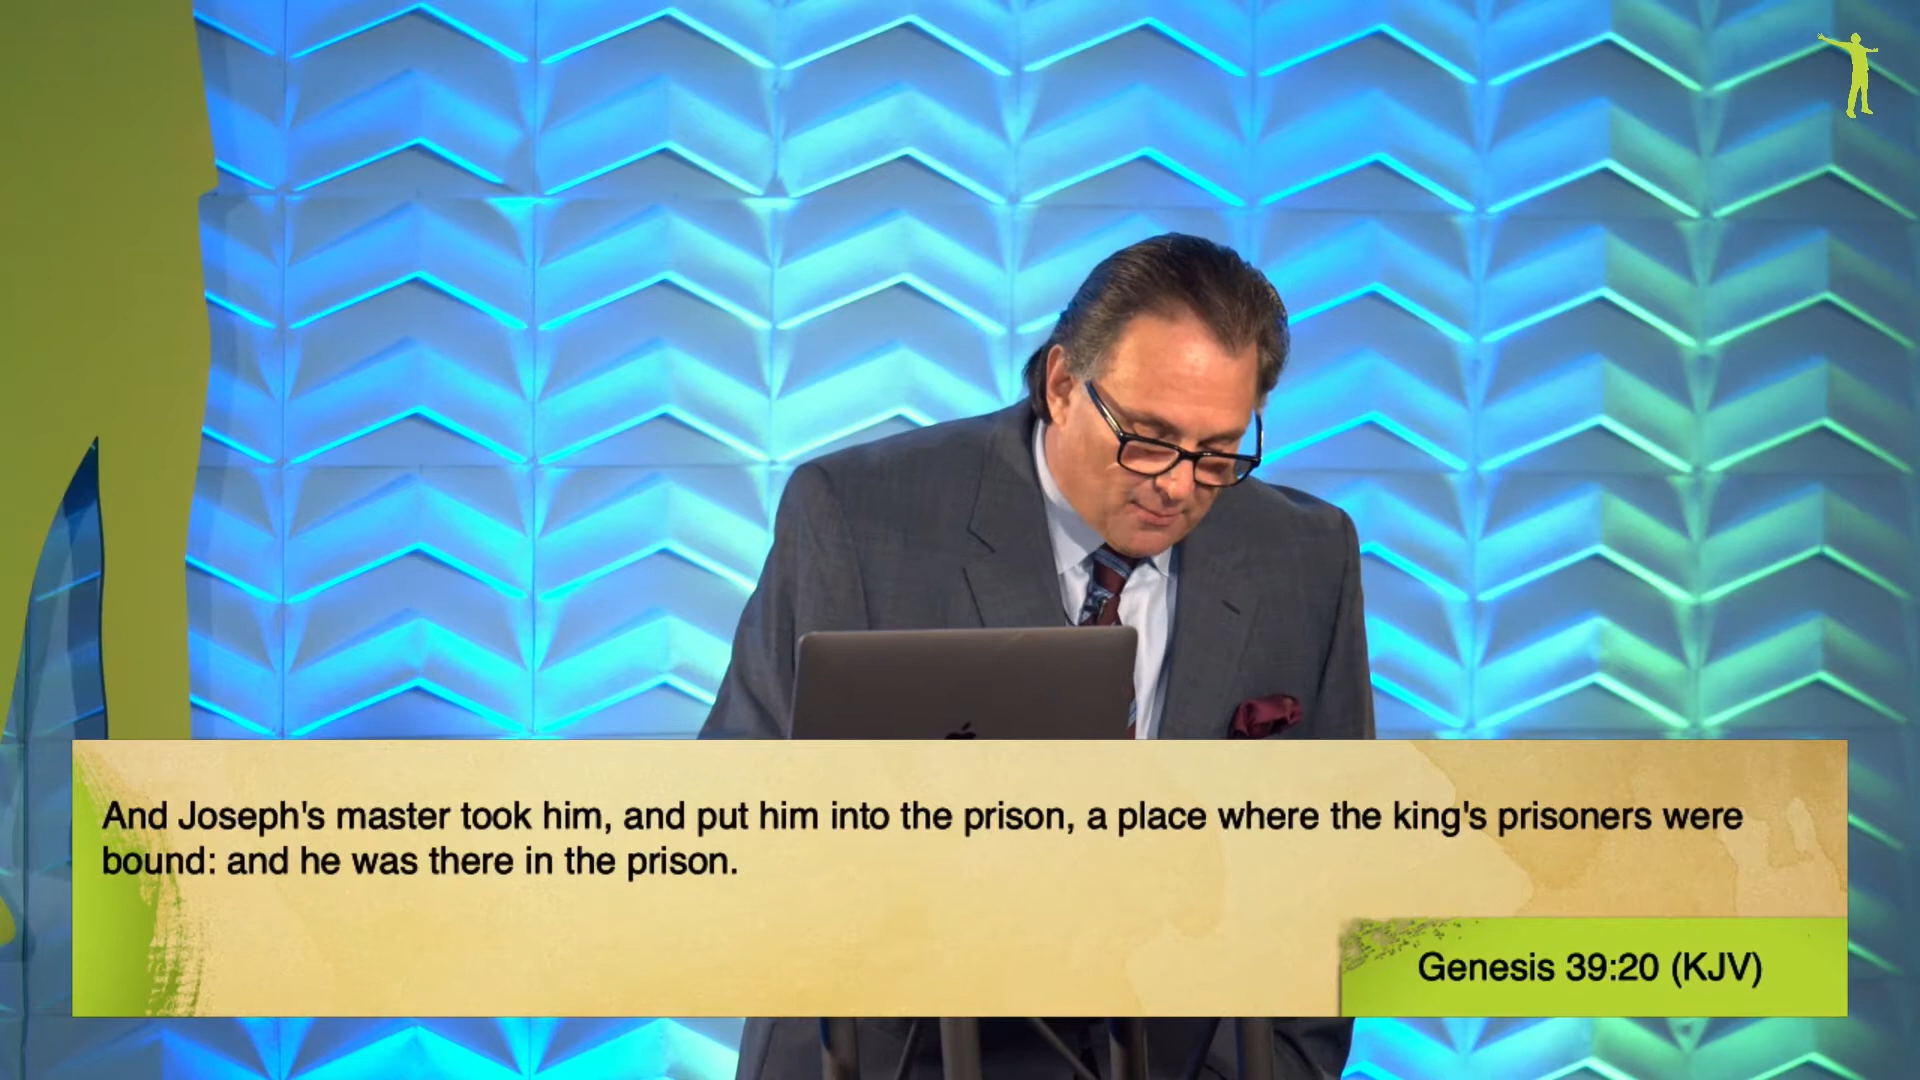 And Joseph's master took him, and put him into the prison, a place where the king's prisoners were
bound: and he was there in the prison.
Genesis 39:20 (KJV)